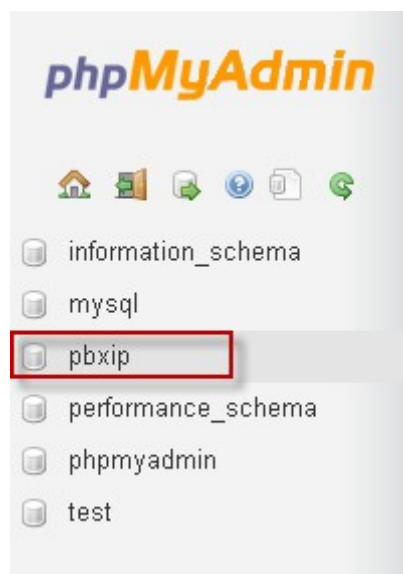 phpMyAdmin
information_schema
mysql
pbxip
performance_schema
phpmyadmin
test